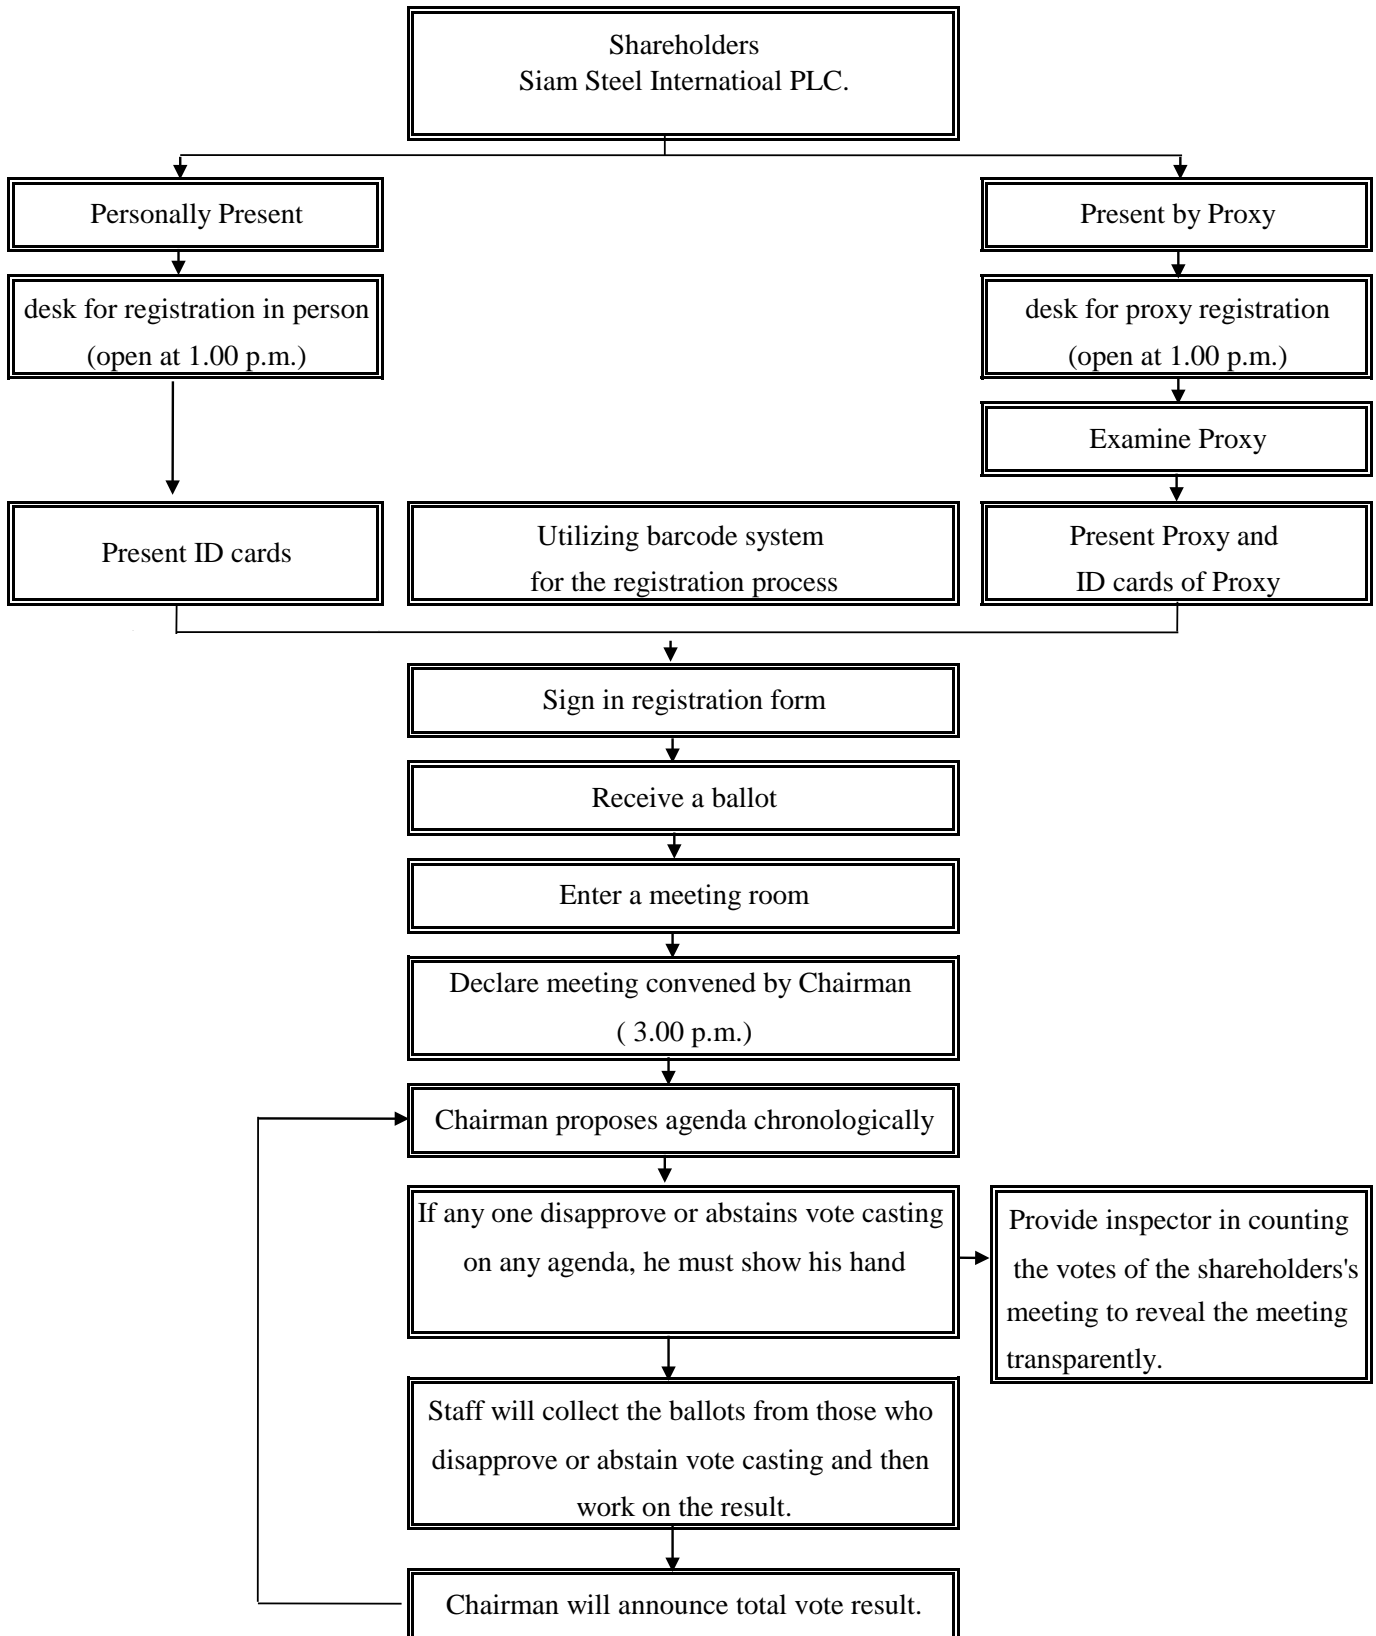 Shareholders
Siam Steel Internatioal PLC.
Personally Present
Present by Proxy
desk for registration in person
(open at 1.00 p.m.)
desk for proxy registration
(open at 1.00 p.m.)
Examine Proxy
Present ID cards
Utilizing barcode system
for the registration process
Present Proxy and
ID cards of Proxy
Sign in registration form
Receive a ballot
Enter a meeting room
Declare meeting convened by Chairman
( 3.00 p.m.)
Chairman proposes agenda chronologically
If any one disapprove or abstains vote casting
on any agenda, he must show his hand
Provide inspector in counting
the votes of the shareholders's
meeting to reveal the meeting
transparently.
Staff will collect the ballots from those who
disapprove or abstain vote casting and then
work on the result.
Chairman will announce total vote result.